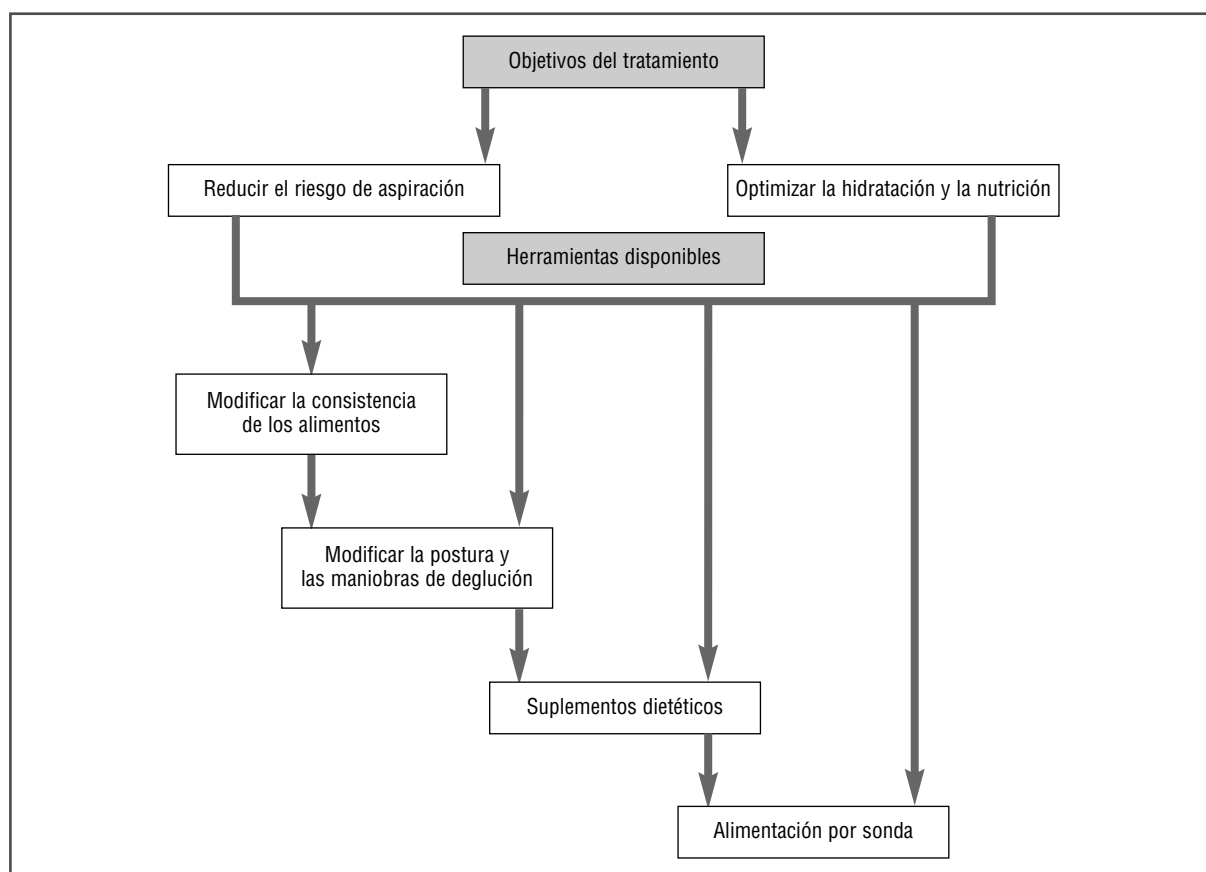 Objetivos del tratamiento
Reducir el riesgo de aspiración
Optimizar la hidratación y la nutrición
Herramientas disponibles
Modificar la consistencia
de los alimentos
Modificar la postura y
las maniobras de deglución
Suplementos dietéticos
Alimentación por sonda